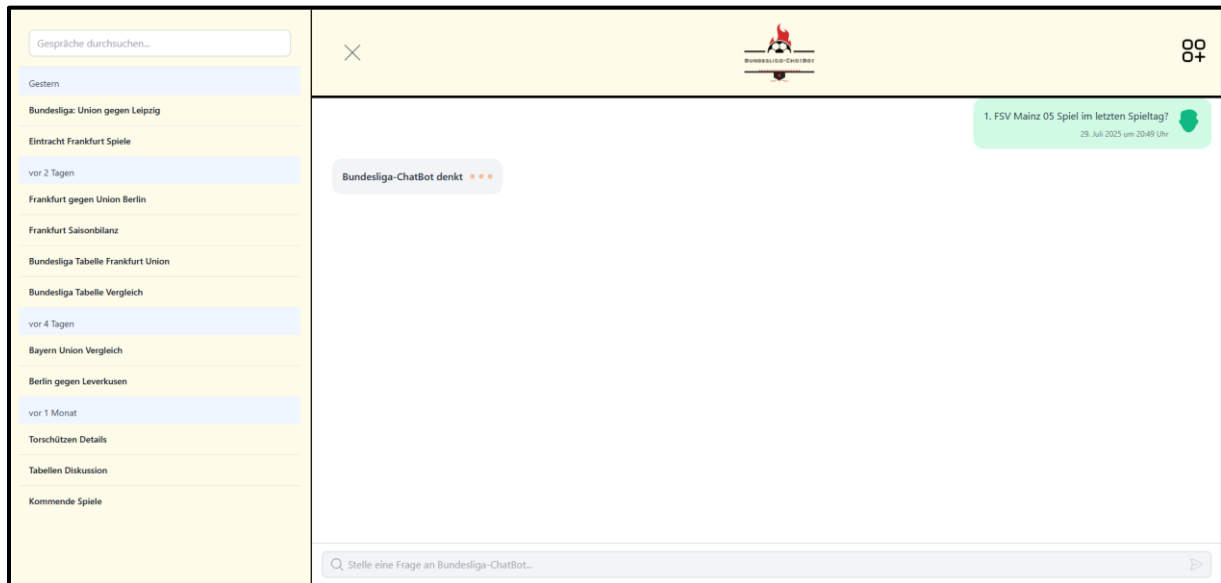 Gespräche durchsuchen...
Gestern
Bundesliga: Union gegen Leipzig
Eintracht Frankfurt Spiele
vor 2 Tagen
Frankfurt gegen Union Berlin
Frankfurt Saisonbilanz
Bundesliga Tabelle Frankfurt Union
Bundesliga Tabelle Vergleich
vor 4 Tagen
Bayern Union Vergleich
Berlin gegen Leverkusen
vor 1 Monat
Torschützen Details
Tabellen Diskussion
Kommende Spiele
Bundesliga-ChatBot
1. FSV Mainz 05 Spiel im letzten Spieltag?
29. Juli 2025 um 20:49 Uhr
Bundesliga-ChatBot denkt
Stelle eine Frage an Bundesliga-ChatBot...